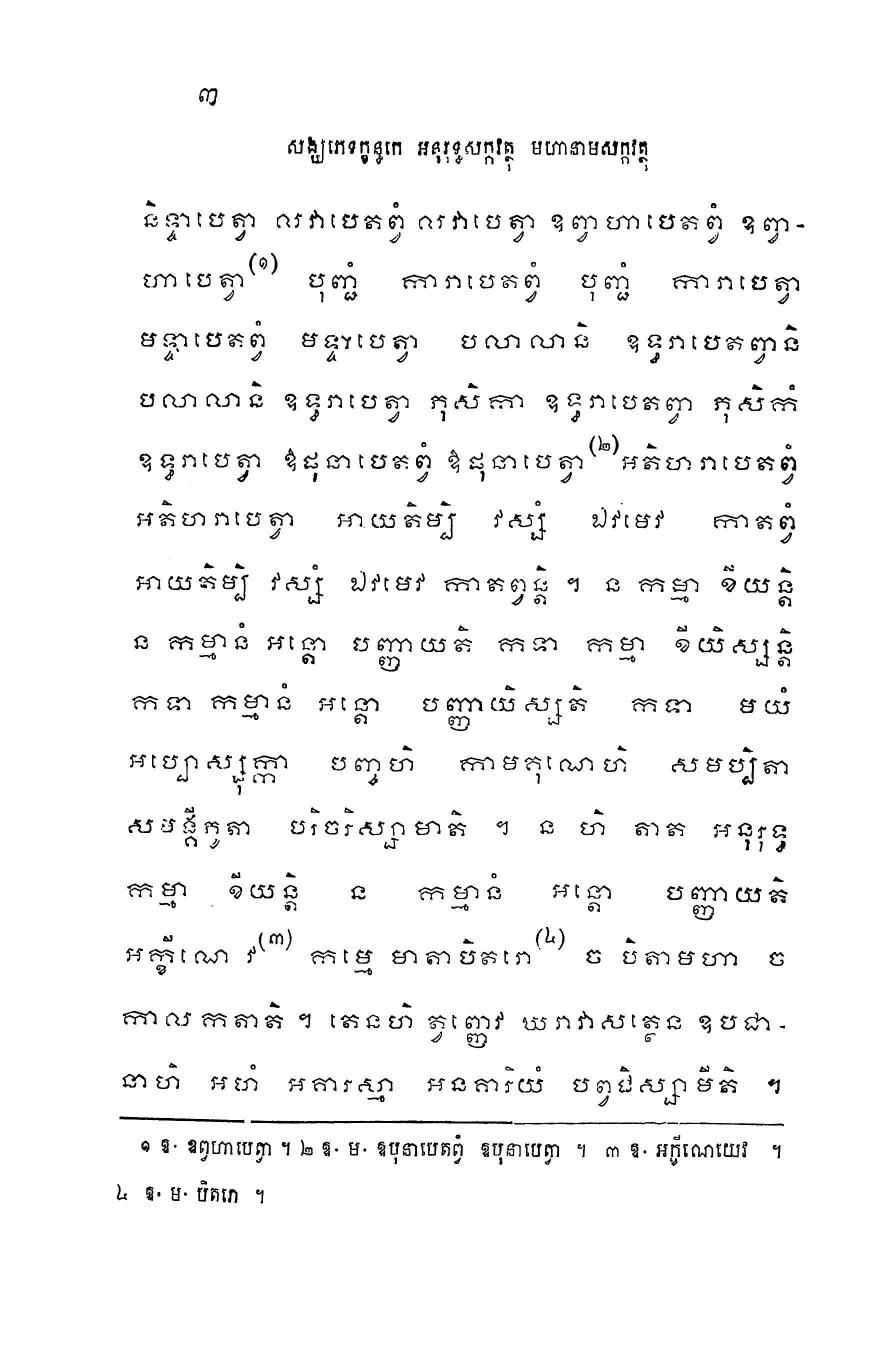 ៣
សង្ឃភេទក្ខន្ធកេ អនុរុទ្ធសក្កវត្ថុ មហានាមសក្កវត្ថុ
និទ្ទាបេត្វា លវាបេតព្វំ លវាបេត្វា ឧព្វាហាបេតព្វំ ឧព្វា-
ហាបេត្វា(១) បុញ្ជំ ការាបេតព្វំ បុញ្ជំ ការាបេត្វា
មទ្ទាបេតព្វំ មទ្ទាបេត្វា បលាលានិ ឧទ្ធរាបេតព្វានិ
បលាលានិ ឧទ្ធរាបេត្វា ភុសិកា ឧទ្ធរាបេតព្វា ភុសិកំ
ឧទ្ធរាបេត្វា ឱផុនាបេតព្វំ ឱផុនាបេត្វា(២) អតិហរាបេតព្វំ
អតិហរាបេត្វា អាយតិម្បិ វស្សំ ឯវមេវ កាតព្វំ
អាយតិម្បិ វស្សំ ឯវមេវ កាតព្វន្តិ ។ ន កម្មា ខីយន្តិ
ន កម្មានំ អន្តោ បញ្ញាយតិ កទា កម្មា ខីយិស្សន្តិ
កទា កម្មានំ អន្តោ បញ្ញាយិស្សតិ កទា មយំ
អប្បោស្សុក្កា បញ្ចហិ កាមគុណេហិ សមប្បិតា
សមង្គីភូតា បរិចរិស្សាមាតិ ។ ន ហិ តាត អនុរុទ្ធ
កម្មា ខីយន្តិ ន កម្មានំ អន្តោ បញ្ញាយតិ
អក្ខីណេ វ(៣) កម្មេ មាតាបិតរោ(៤) ច បិតាមហា ច
កាលកតាតិ ។ តេនហិ ត្វញ្ញេវ ឃរាវាសត្ថេន ឧបជា-
នាហិ អហំ អគារស្មា អនគារិយំ បព្វជិស្សាមីតិ ។
១ ឱ. ឧព្វហាបេត្វា ។ ២ ឱ. ម. ឧបុនាបេតព្វំ ឧបុនាបេត្វា ។ ៣ ឱ. អក្ខីណេយេវ ។
៤ ឱ. ម. បិតរោ ។